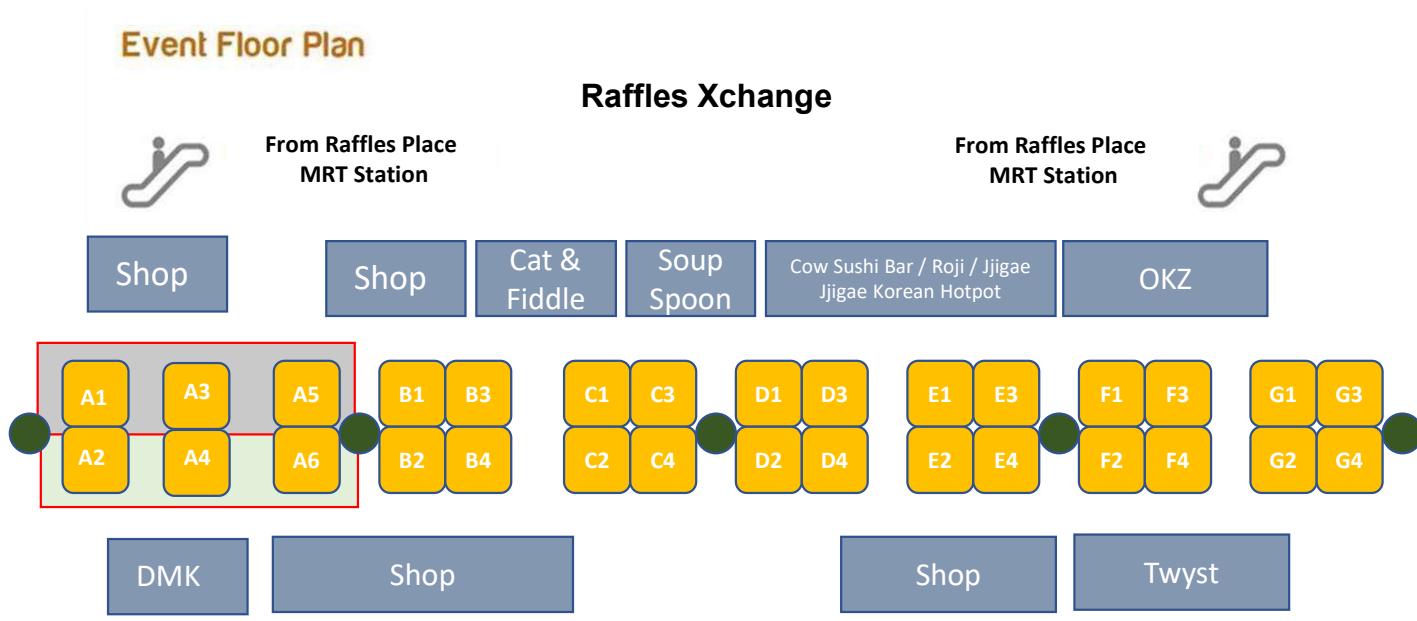 Event Floor Plan
Raffles Xchange
From Raffles Place
MRT Station
From Raffles Place
MRT Station
Shop
Shop
Cat &
Fiddle
Soup
Spoon
Cow Sushi Bar / Roji / Jjigae
Jjigae Korean Hotpot
OKZ
A1 A3 A5 B1 B3 C1 C3 D1 D3 E1 E3 F1 F3 G1 G3
A2 A4 A6 B2 B4 C2 C4 D2 D4 E2 E4 F2 F4 G2 G4
DMK
Shop
Shop
Twyst